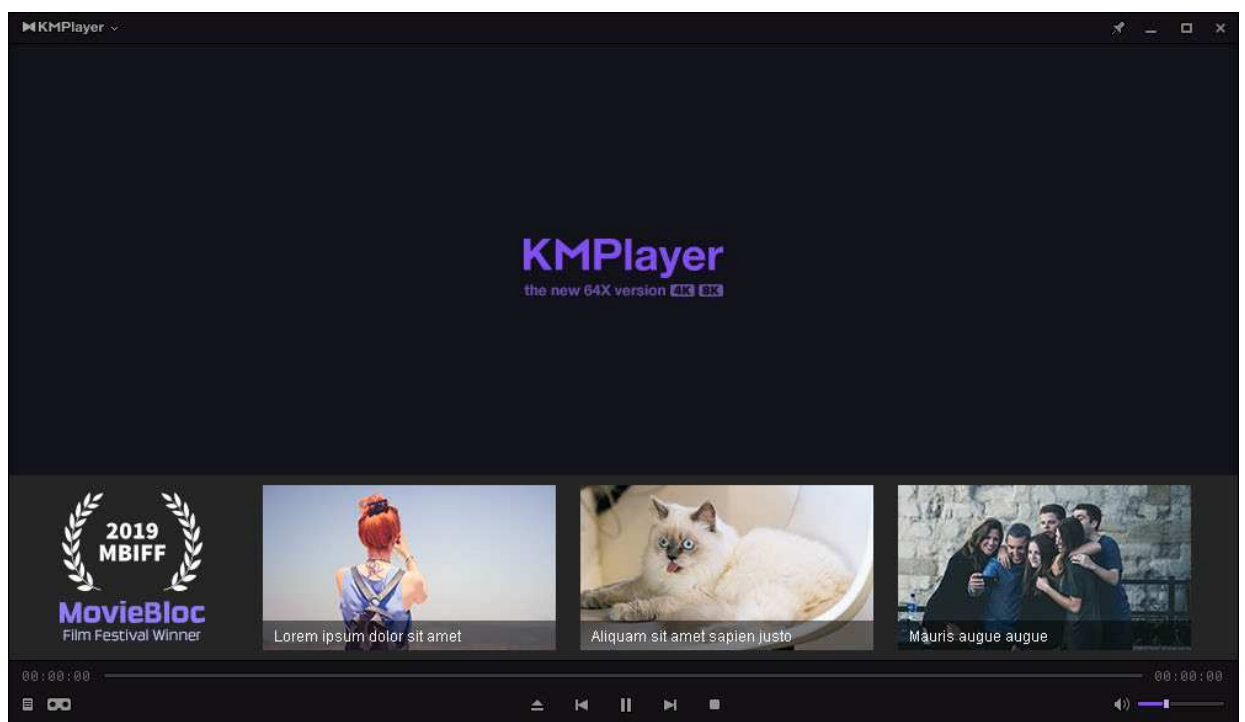 KMPlayer
KMPlayer
the new 64X version 4K 8K
2019
MBIFF
MovieBloc
Film Festival Winner
Lorem ipsum dolor sit amet
Aliquam sit amet sapien justo
Mauris augue augue
00:00:00
00:00:00